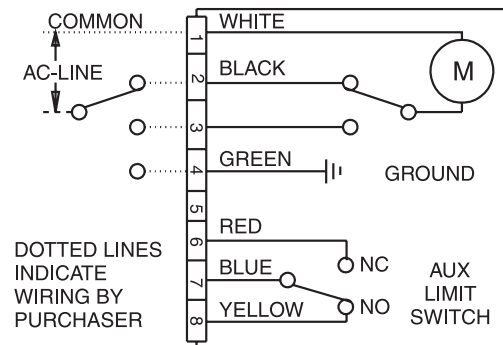 COMMON
WHITE
AC-LINE
M
BLACK
GREEN
GROUND
RED
BLUE
YELLOW
NC
NO
AUX
LIMIT
SWITCH
DOTTED LINES
INDICATE
WIRING BY
PURCHASER
1
2
3
4
5
6
7
8